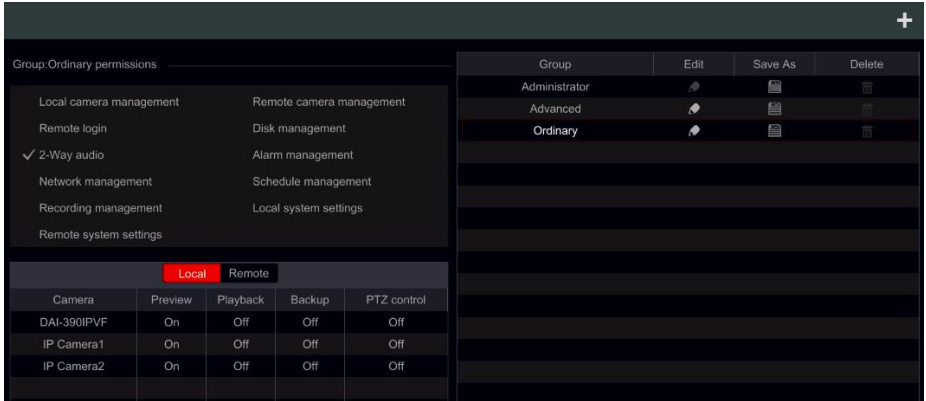 Group:Ordinary permissions
Local camera management Remote camera management
Remote login Disk management
2-Way audio Alarm management
Network management Schedule management
Recording management Local system settings
Remote system settings
Local Remote
Camera Preview Playback Backup PTZ control
DAI-390IPVF On Off Off Off
IP Camera1 On Off Off Off
IP Camera2 On Off Off Off
Group Edit Save As Delete
Administrator
Advanced
Ordinary